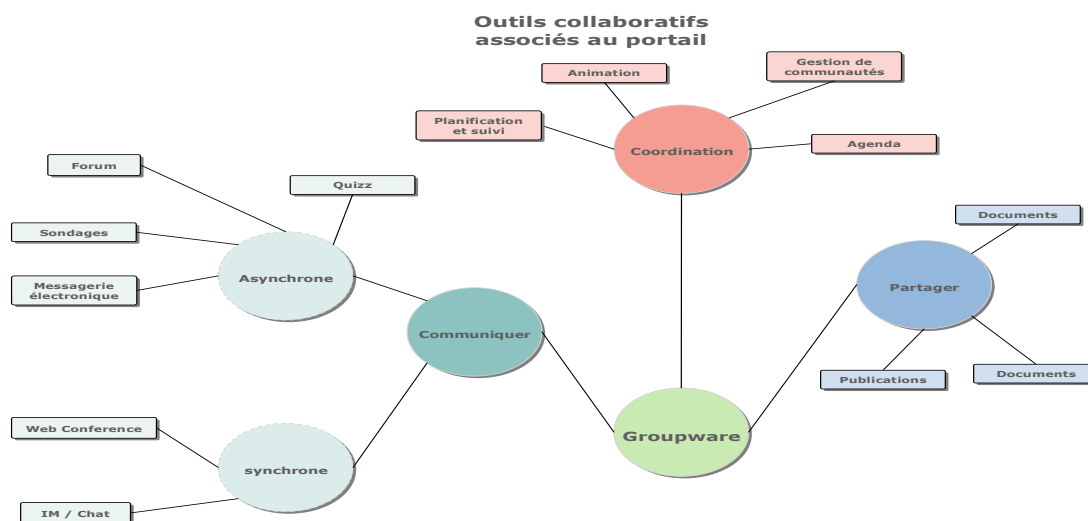 Outils collaboratifs
associés au portail
Animation
Gestion de
communautés
Planification
et suivi
Coordination
Agenda
Forum
Quizz
Sondages
Asynchrone
Messagerie
électronique
Documents
Partager
Communiquer
Publications
Documents
Groupware
Web Conference
synchrone
IM / Chat